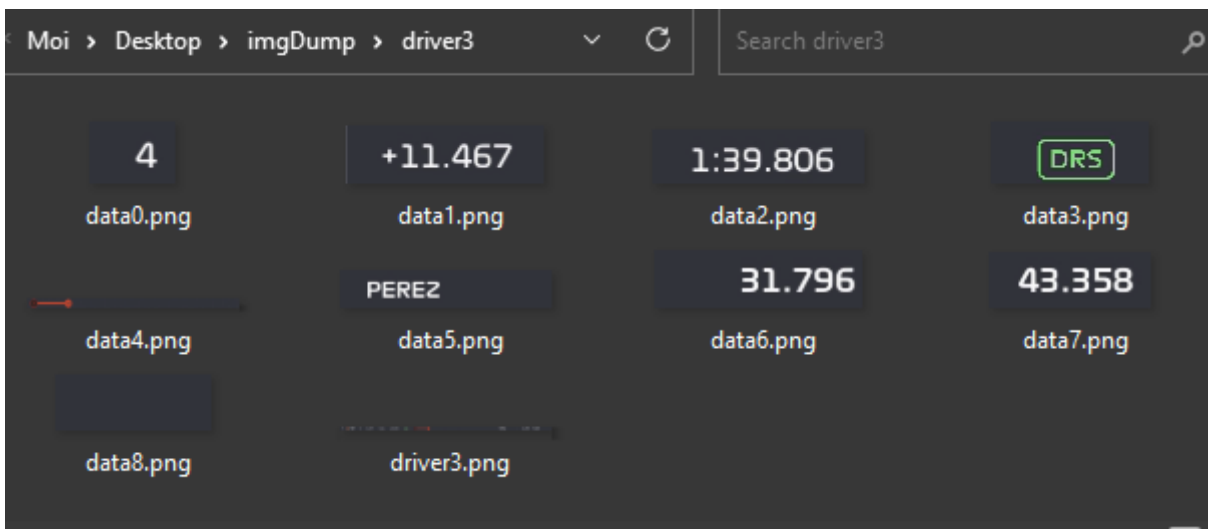 Moi > Desktop > imgDump > driver3
Search driver3
4
+11.467
1:39.806
DRS
data0.png
data1.png
data2.png
data3.png
PEREZ
31.796
43.358
data4.png
data5.png
data6.png
data7.png
data8.png
driver3.png